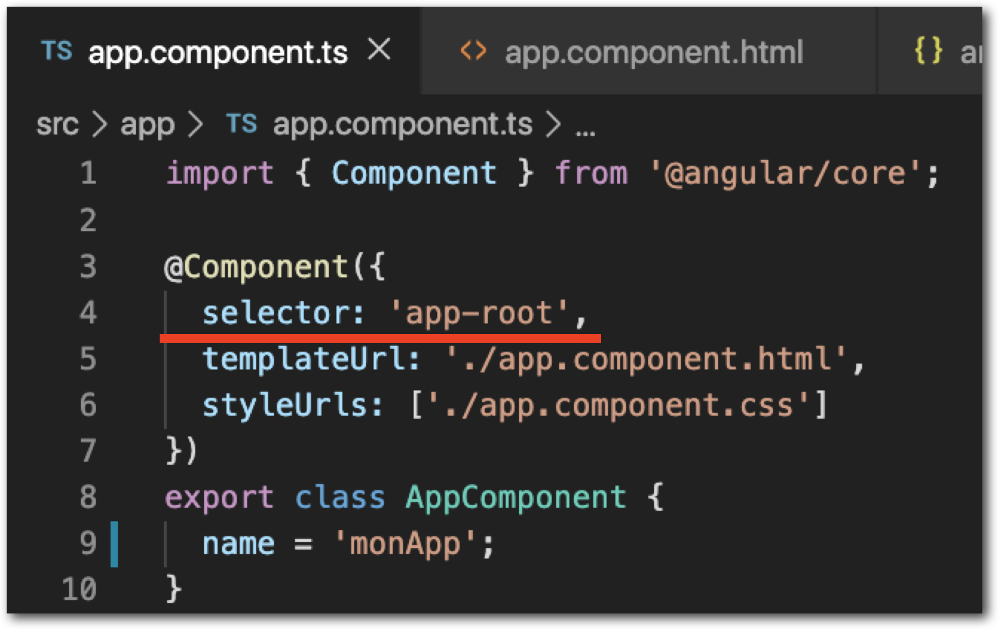 TS app.component.ts × <> app.component.html {}
src > app > TS app.component.ts > ...
1 import { Component } from '@angular/core';
2
3 @Component({
4 selector: 'app-root',
5 templateUrl: './app.component.html',
6 styleUrls: ['./app.component.css']
7 })
8 export class AppComponent {
9 name = 'monApp';
10 }